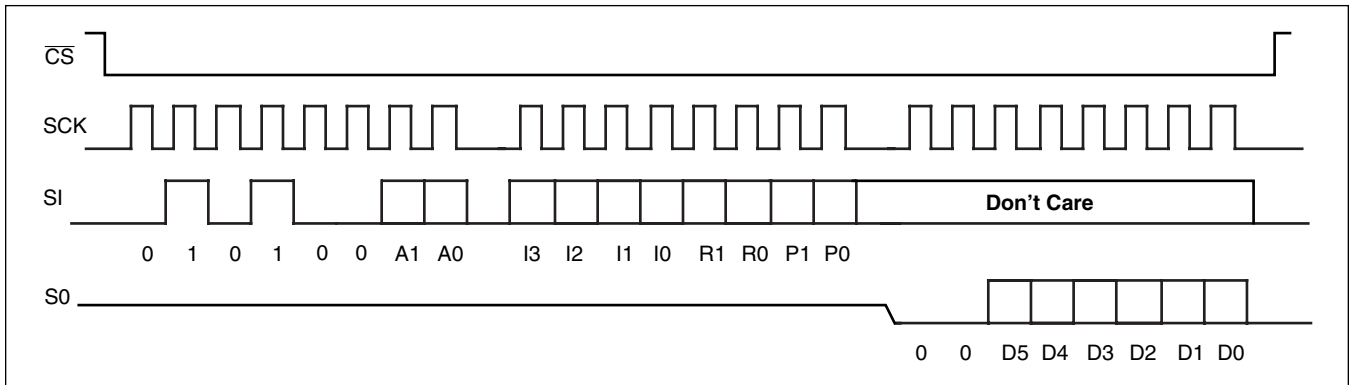 CS
SCK
SI
Don't Care
0 1 0 1 0 0 A1 A0 I3 I2 I1 I0 R1 R0 P1 P0
S0
0 0 D5 D4 D3 D2 D1 D0